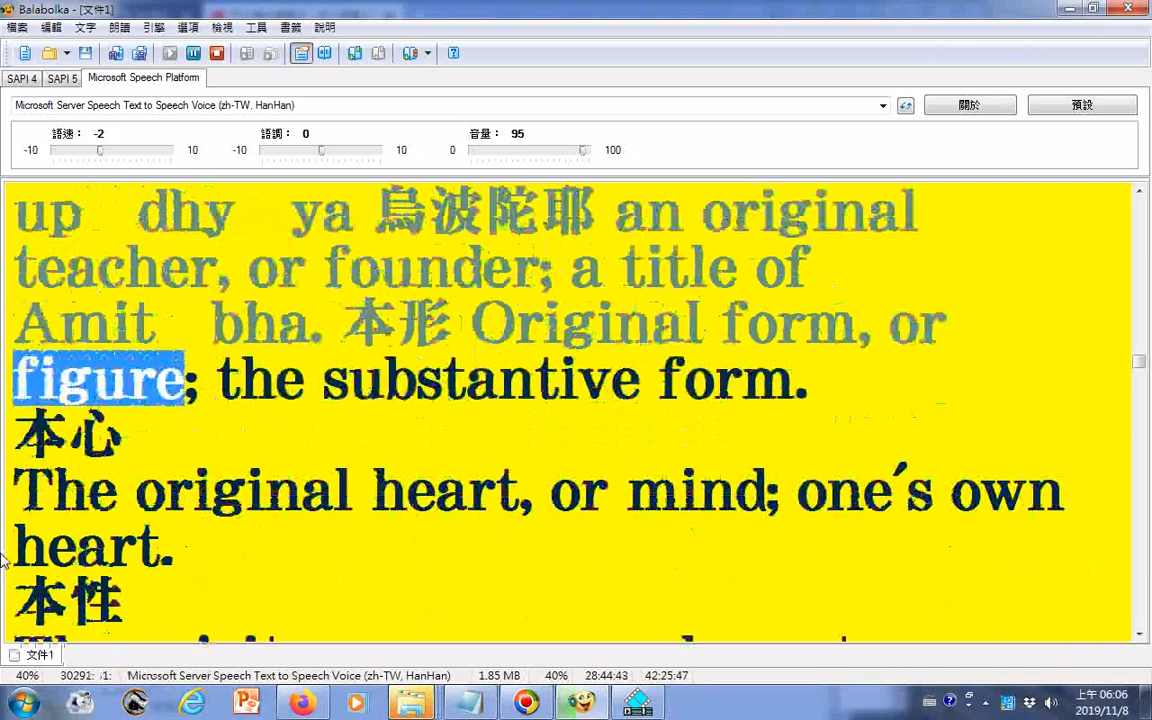 Balabolka - [文件1]
檔案 編輯 文字 朗讀 引擎 選項 檢視 工具 書籤 說明
SAPI 4 SAPI 5 Microsoft Speech Platform
Microsoft Server Speech Text to Speech Voice (zh-TW, HanHan) 關於 預設
語速： -2 語調： 0 音量： 95
-10 10 -10 10 0 100
up dhy ya 烏波陀耶 an original
teacher, or founder; a title of
Amit bha. 本形 Original form, or
figure; the substantive form.
本心
The original heart, or mind; one's own
heart.
本性
文件1
40% 30291: :1: Microsoft Server Speech Text to Speech Voice (zh-TW, HanHan) 1.85 MB 40% 28:44:43 42:25:47
上午 06:06
2019/11/8